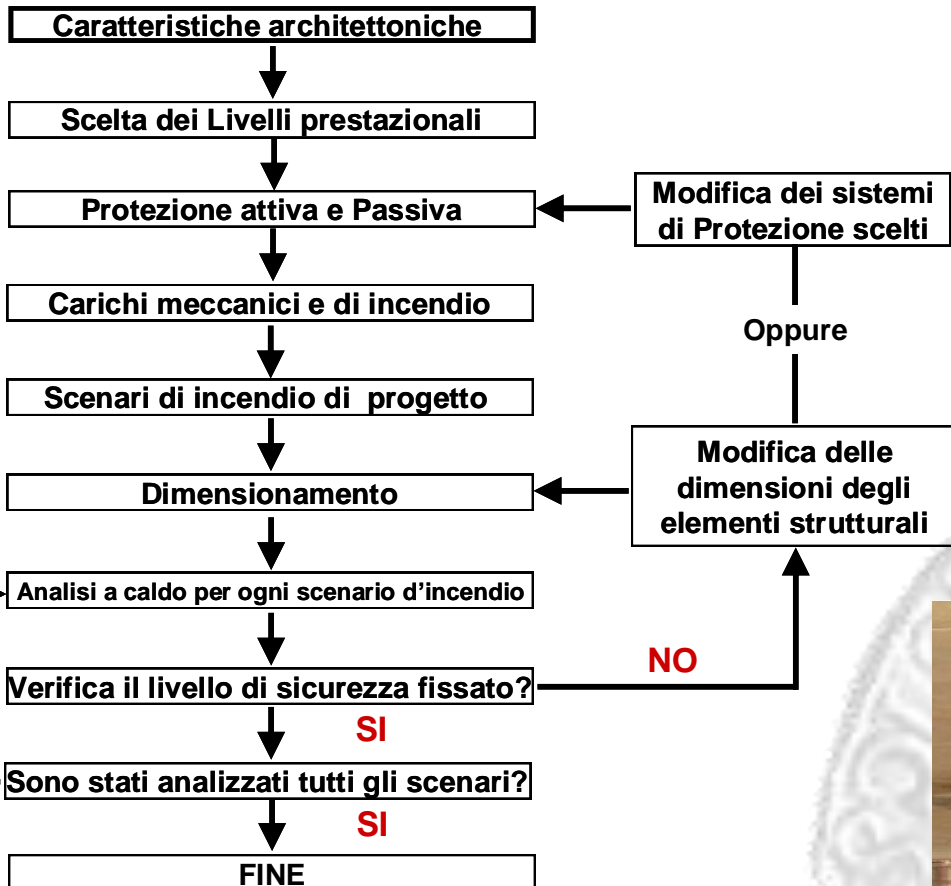 Caratteristiche architettoniche
Scelta dei Livelli prestazionali
Protezione attiva e Passiva
Modifica dei sistemi
di Protezione scelti
Carichi meccanici e di incendio
Oppure
Scenari di incendio di progetto
Dimensionamento
Modifica delle
dimensioni degli
elementi strutturali
Analisi a caldo per ogni scenario d'incendio
Verifica il livello di sicurezza fissato?
NO
SI
Sono stati analizzati tutti gli scenari?
SI
FINE